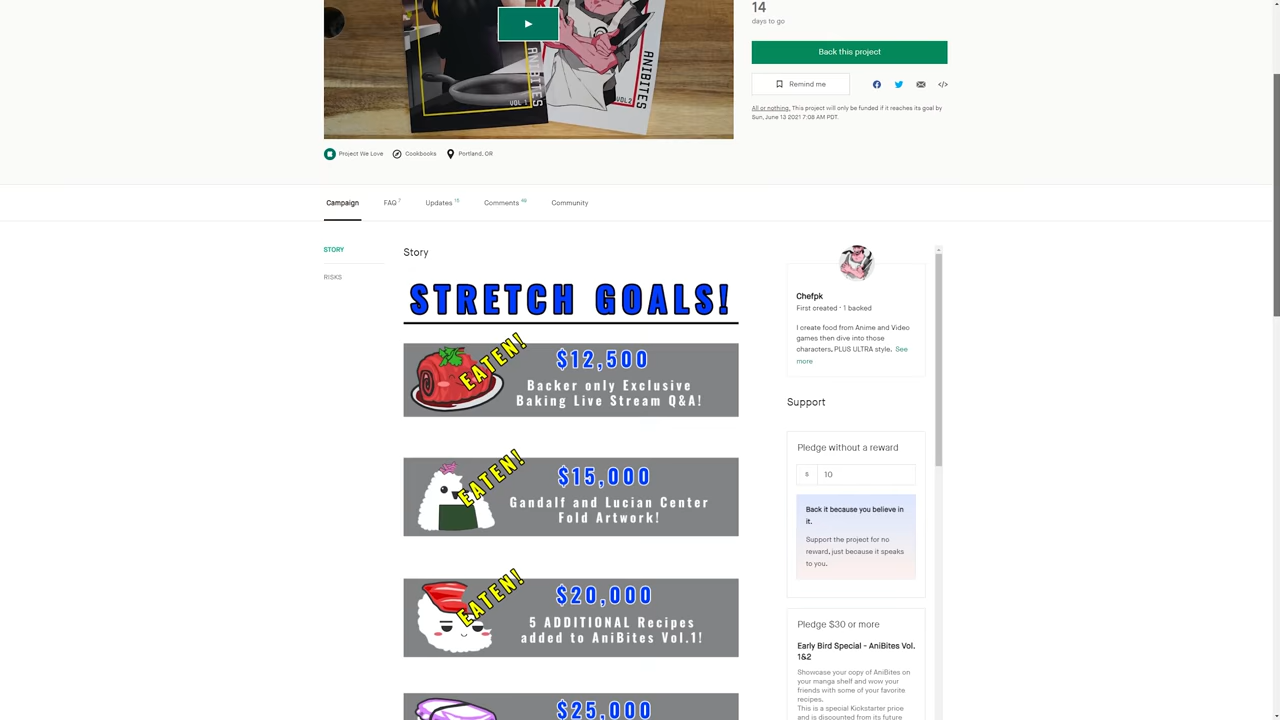 14
days to go
Back this project
Remind me
All or nothing. This project will only be funded if it reaches its goal by
Sun, June 13 2021 7:08 AM PDT.
VOL 1
ANIBITES
VOL 2
ANIBITES
Project We Love
Cookbooks
Portland, OR
Campaign
FAQ 7
Updates 15
Comments
Community
STORY
RISKS
Story
STRETCH GOALS!
EATEN!
$12,500
Backer only Exclusive
Baking Live Stream Q&A!
EATEN!
$15,000
Gandalf and Lucian Center
Fold Artwork!
EATEN!
$20,000
5 ADDITIONAL Recipes
added to AniBites Vol.1!
$25,000
Chefpk
First created · 1 backed
I create food from Anime and Video
games then dive into those
characters, PLUS ULTRA style. See
more
Support
Pledge without a reward
$ 10
Back it because you believe in
it.
Support the project for no
reward, just because it speaks
to you.
Pledge $30 or more
Early Bird Special - AniBites Vol.
1&2
Showcase your copy of AniBites on
your manga shelf and wow your
friends with some of your favorite
recipes.
This is a special Kickstarter price
and is discounted from its future